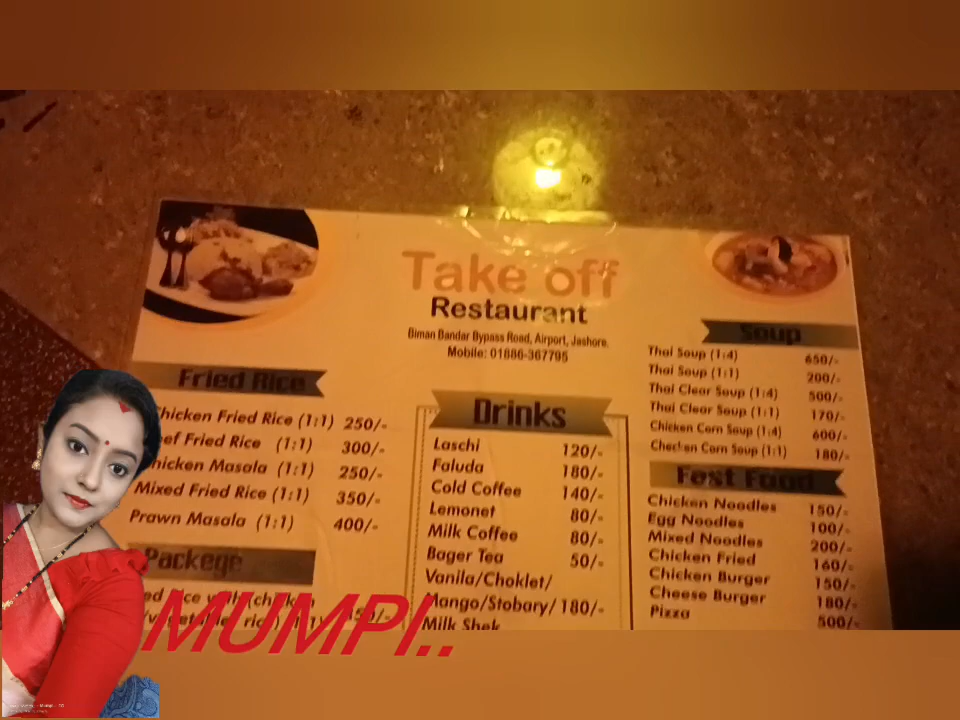 Take off
Restaurant
Biman Bandar Bypass Road, Airport, Jashore.
Mobile: 01886-367795
Fried Rice
Chicken Fried Rice (1:1) 250/-
Beef Fried Rice (1:1) 300/-
Chicken Masala (1:1) 250/-
Mixed Fried Rice (1:1) 350/-
Prawn Masala (1:1) 400/-
Packege
Drinks
Laschi 120/-
Faluda 180/-
Cold Coffee 140/-
Lemonet 80/-
Milk Coffee 80/-
Bager Tea 50/-
Vanila/Choklet/
Mango/Stobary/ 180/-
Milk Shek
Soup
Thai Soup (1:4) 650/-
Thai Soup (1:1) 200/-
Thai Clear Soup (1:4) 500/-
Thai Clear Soup (1:1) 170/-
Chicken Corn Soup (1:4) 600/-
Checken Corn Soup (1:1) 180/-
Fest Food
Chicken Noodles 150/-
Egg Noodles 100/-
Mixed Noodles 200/-
Chicken Fried 160/-
Chicken Burger 150/-
Cheese Burger 180/-
Pizza 500/-
MUMPI..